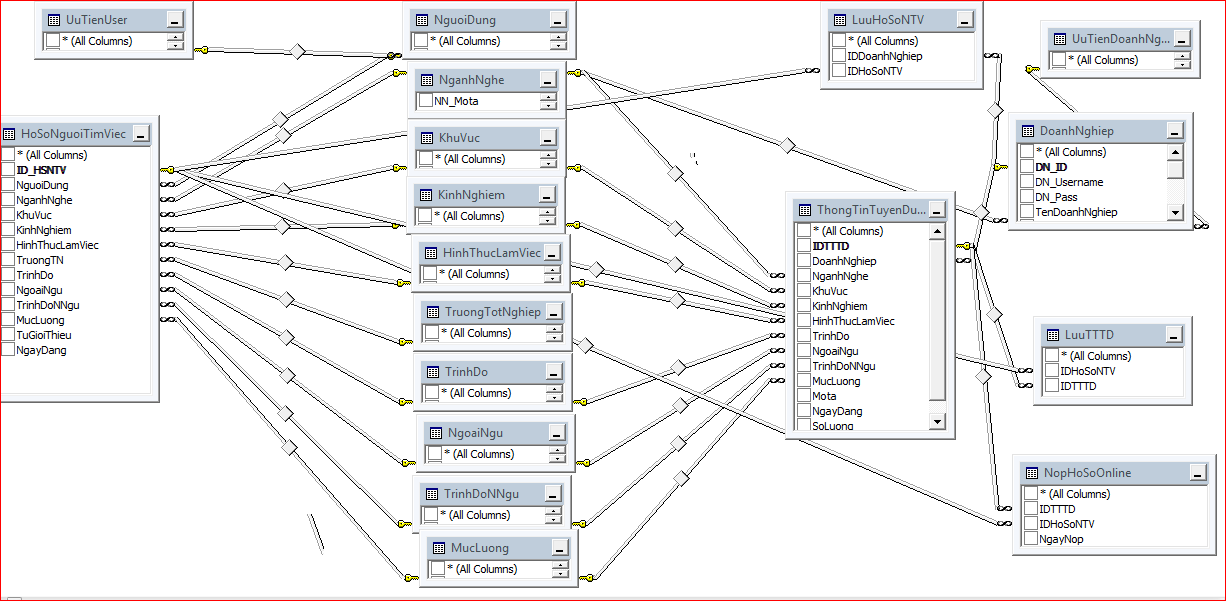 UuTienUser
* (All Columns)
NguoiDung
* (All Columns)
LuuHoSoNTV
* (All Columns)
IDDoanhNghiep
IDHoSoNTV
UuTienDoanhNg...
* (All Columns)
HoSoNguoiTimViec
* (All Columns)
ID_HSNTV
NguoiDung
NganhNghe
KhuVuc
KinhNghiem
HinhThucLamViec
TruongTN
TrinhDo
NgoaiNgu
TrinhDoNNgu
MucLuong
TuGioiThieu
NgayDang
NganhNghe
NN_Mota
KhuVuc
* (All Columns)
KinhNghiem
* (All Columns)
HinhThucLamViec
* (All Columns)
TruongTotNghiep
* (All Columns)
TrinhDo
* (All Columns)
NgoaiNgu
* (All Columns)
TrinhDoNNgu
* (All Columns)
MucLuong
* (All Columns)
ThongTinTuyenDu...
* (All Columns)
IDTTTD
DoanhNghiep
NganhNghe
KhuVuc
KinhNghiem
HinhThucLamViec
TrinhDo
NgoaiNgu
TrinhDoNNgu
MucLuong
Mota
NgayDang
SoLuong
DoanhNghiep
* (All Columns)
DN_ID
DN_Username
DN_Pass
TenDoanhNghiep
LuuTTTD
* (All Columns)
IDHoSoNTV
IDTTTD
NopHoSoOnline
* (All Columns)
IDTTTD
IDHoSoNTV
NgayNop